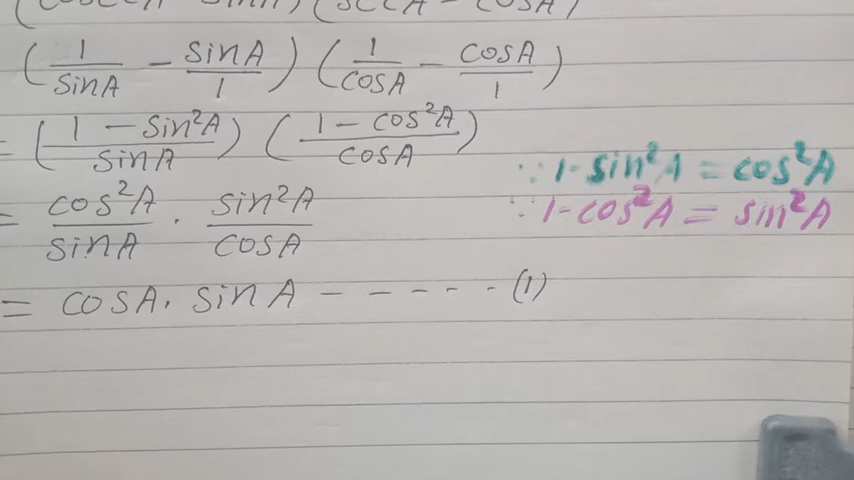 (1/sinA - sinA/1) (1/cosA - cosA/1)
= (1 - sin²A/sinA) (1 - cos²A/cosA)
∵ 1 - sin²A = cos²A
∵ 1 - cos²A = sin²A
= cos²A/sinA · sin²A/cosA
= cosA. sinA ------ (1)